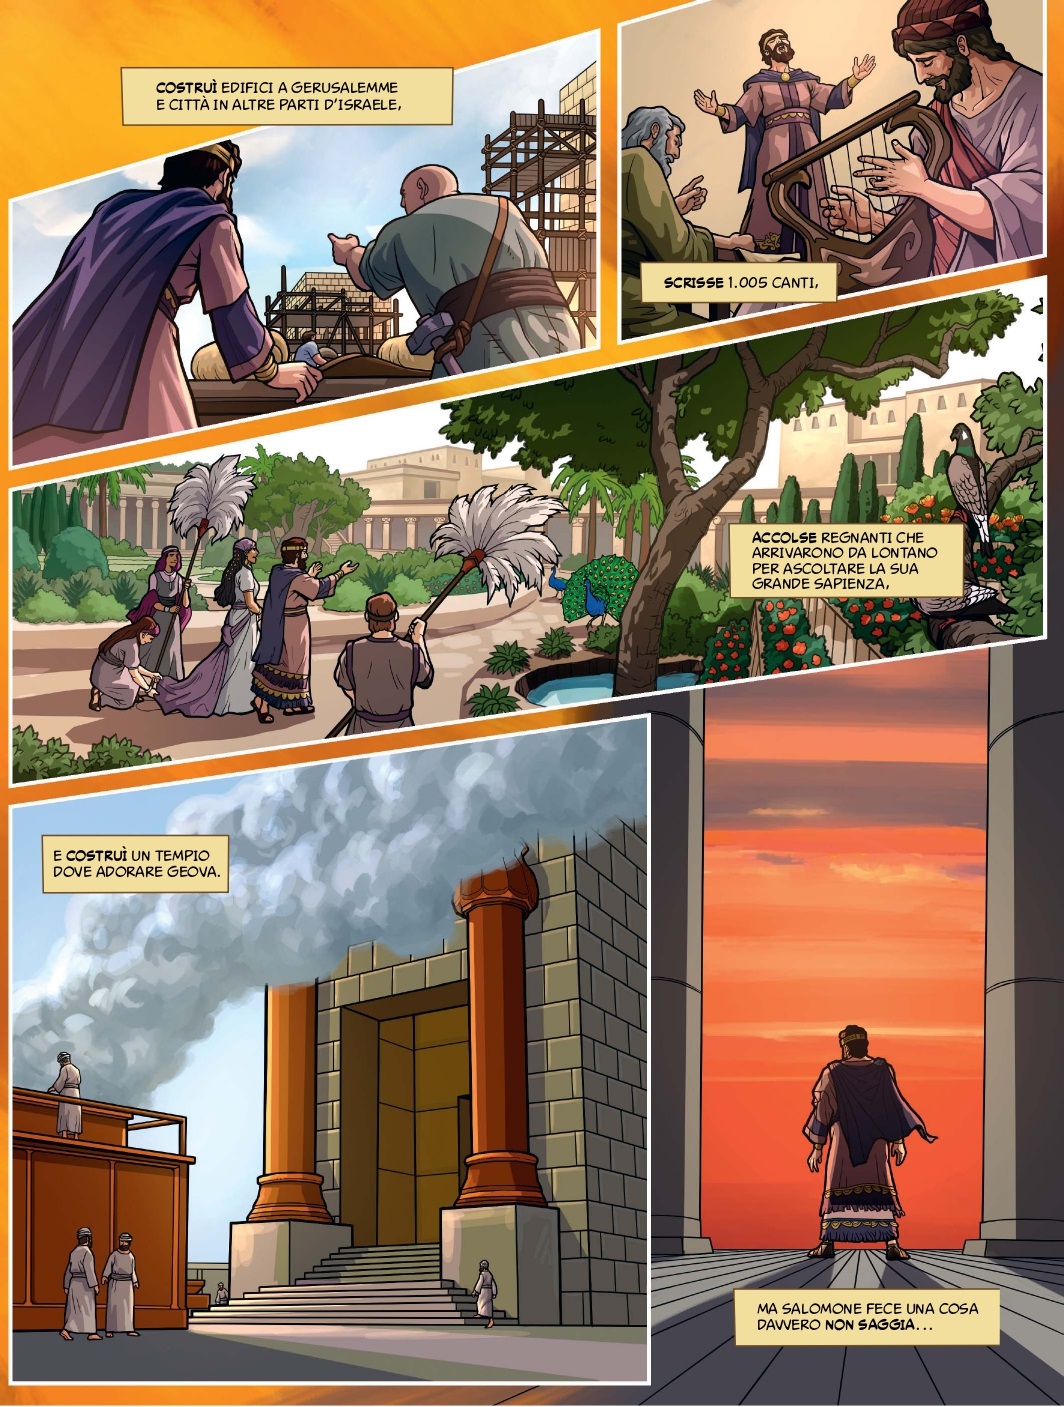 COSTRUÌ EDIFICI A GERUSALEMME
E CITTÀ IN ALTRE PARTI D'ISRAELE,
SCRISSE 1.005 CANTI,
ACCOLSE REGNANTI CHE
ARRIVARONO DA LONTANO
PER ASCOLTARE LA SUA
GRANDE SAPIENZA,
E COSTRUÌ UN TEMPIO
DOVE ADORARE GEOVA.
MA SALOMONE FECE UNA COSA
DAVVERO NON SAGGIA...